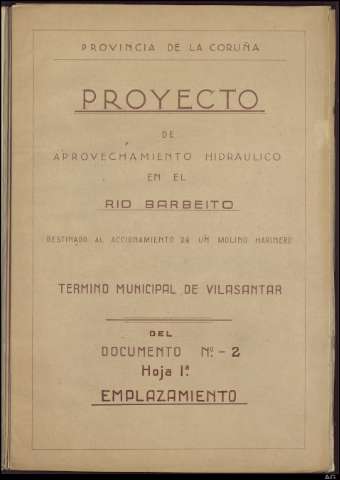 PROVINCIA DE LA CORUÑA
PROYECTO
DE
APROVECHAMIENTO HIDRAULICO
EN EL
RIO BARBEITO
DESTINADO AL ACCIONAMIENTO DE UN MOLINO HARINERO
TERMINO MUNICIPAL DE VILASANTAR
DEL
DOCUMENTO Nº - 2
Hoja 1ª
EMPLAZAMIENTO